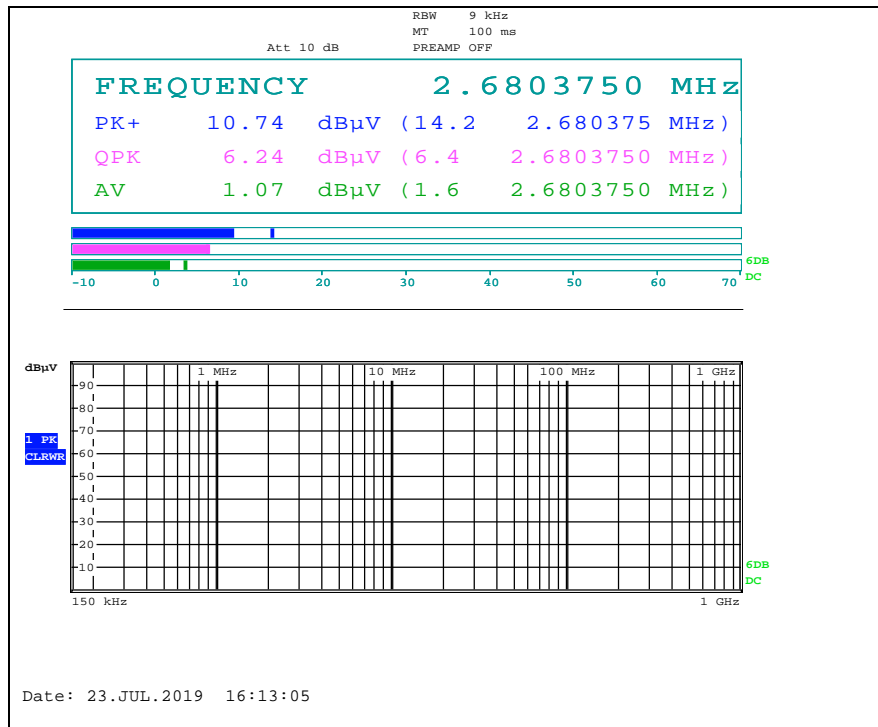 RBW 9 kHz
MT 100 ms
Att 10 dB PREAMP OFF
FREQUENCY 2.6803750 MHz
PK+ 10.74 dBµV (14.2 2.680375 MHz)
QPK 6.24 dBµV (6.4 2.6803750 MHz)
AV 1.07 dBµV (1.6 2.6803750 MHz)
6DB
DC
-10 0 10 20 30 40 50 60 70
dBµV
1 MHz 10 MHz 100 MHz 1 GHz
90
80
70
1 PK
CLRWR
60
50
40
30
20
10
6DB
DC
150 kHz 1 GHz
Date: 23.JUL.2019 16:13:05